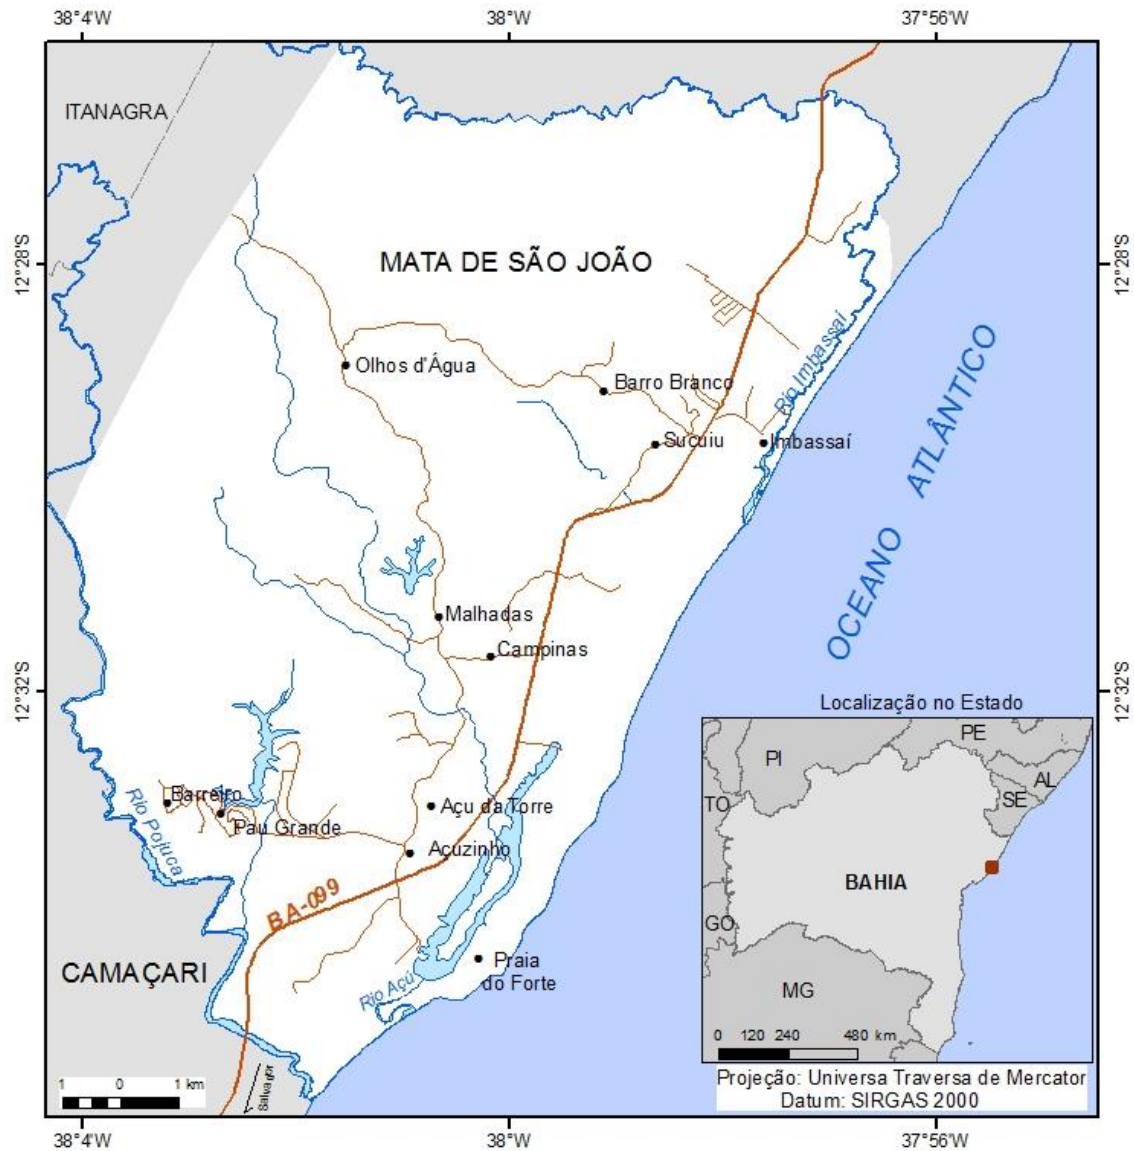 38°4'W 38°W 37°56'W
ITANAGRA
12°28'S
MATA DE SÃO JOÃO
12°28'S
Olhos d'Água
Barro Branco
Rio Imbassaí
Sucuiu
Imbassaí
OCEANO ATLÂNTICO
Malhadas
Campinas
12°32'S
12°32'S
Localização no Estado
PI
PE
AL
SE
TO
BAHIA
GO
MG
0 120 240 480 km
Projeção: Universa Traversa de Mercator
Datum: SIRGAS 2000
Barreiro
Pau Grande
Rio Pojuca
Açu da Torre
Açuzinho
BA-099
CAMAÇARI
Rio Açú
Praia
do Forte
1 0 1 km
Salvador
38°4'W 38°W 37°56'W